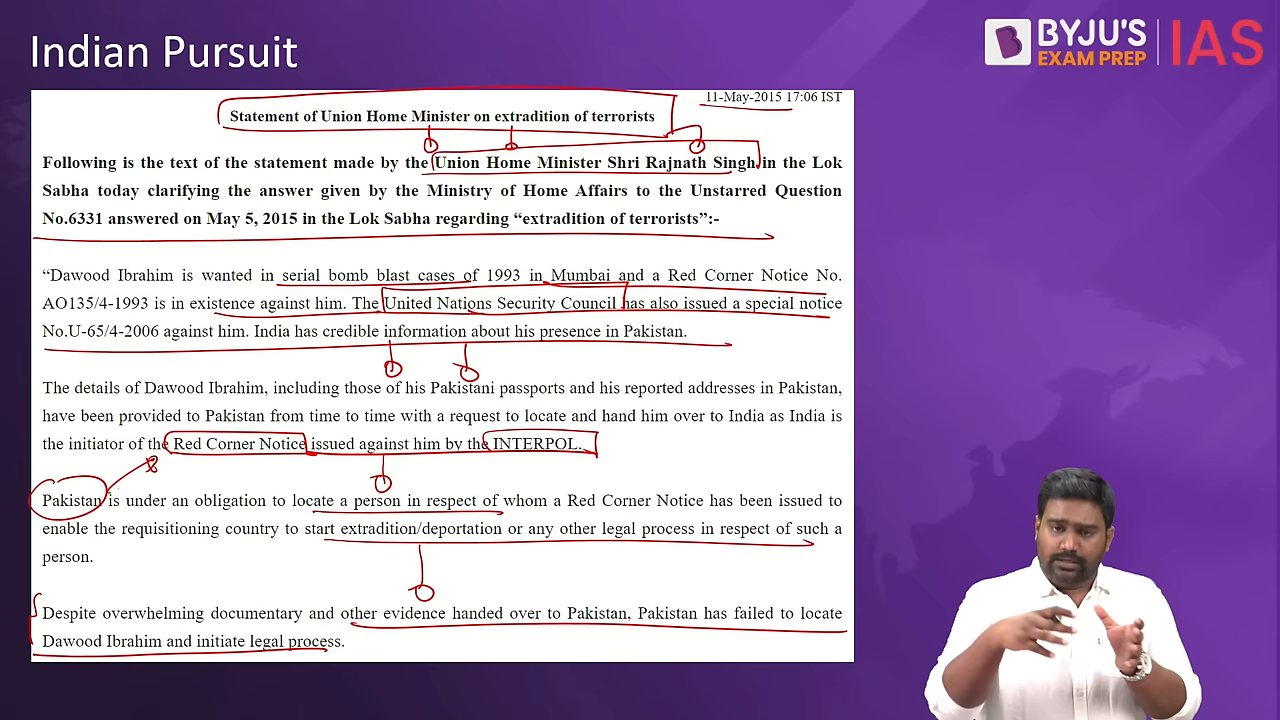 Indian Pursuit
BYJU'S
EXAM PREP
IAS
11-May-2015 17:06 IST
Statement of Union Home Minister on extradition of terrorists
Following is the text of the statement made by the Union Home Minister Shri Rajnath Singh in the Lok
Sabha today clarifying the answer given by the Ministry of Home Affairs to the Unstarred Question
No.6331 answered on May 5, 2015 in the Lok Sabha regarding “extradition of terrorists”:-
“Dawood Ibrahim is wanted in serial bomb blast cases of 1993 in Mumbai and a Red Corner Notice No.
AO135/4-1993 is in existence against him. The United Nations Security Council has also issued a special notice
No.U-65/4-2006 against him. India has credible information about his presence in Pakistan.
The details of Dawood Ibrahim, including those of his Pakistani passports and his reported addresses in Pakistan,
have been provided to Pakistan from time to time with a request to locate and hand him over to India as India is
the initiator of the Red Corner Notice issued against him by the INTERPOL.
Pakistan is under an obligation to locate a person in respect of whom a Red Corner Notice has been issued to
enable the requisitioning country to start extradition/deportation or any other legal process in respect of such a
person.
Despite overwhelming documentary and other evidence handed over to Pakistan, Pakistan has failed to locate
Dawood Ibrahim and initiate legal process.